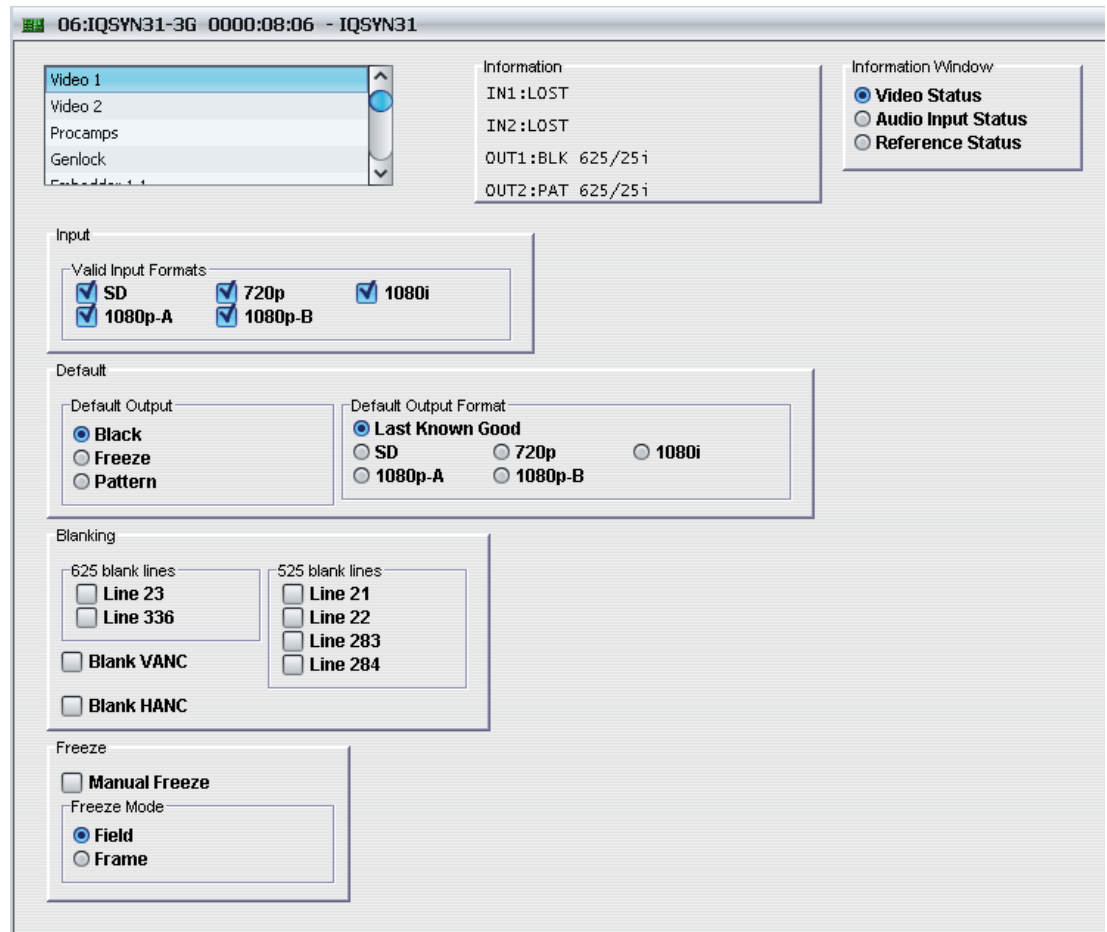 06:IQSYN31-3G 0000:08:06 - IQSYN31
Video 1
Video 2
Procamps
Genlock
Information
IN1:LOST
IN2:LOST
OUT1:BLK 625/25i
OUT2:PAT 625/25i
Information Window
Video Status
Audio Input Status
Reference Status
Input
Valid Input Formats
SD 720p 1080i
1080p-A 1080p-B
Default
Default Output
Black
Freeze
Pattern
Default Output Format
Last Known Good
SD 720p 1080i
1080p-A 1080p-B
Blanking
625 blank lines
Line 23
Line 336
525 blank lines
Line 21
Line 22
Line 283
Line 284
Blank VANC
Blank HANC
Freeze
Manual Freeze
Freeze Mode
Field
Frame